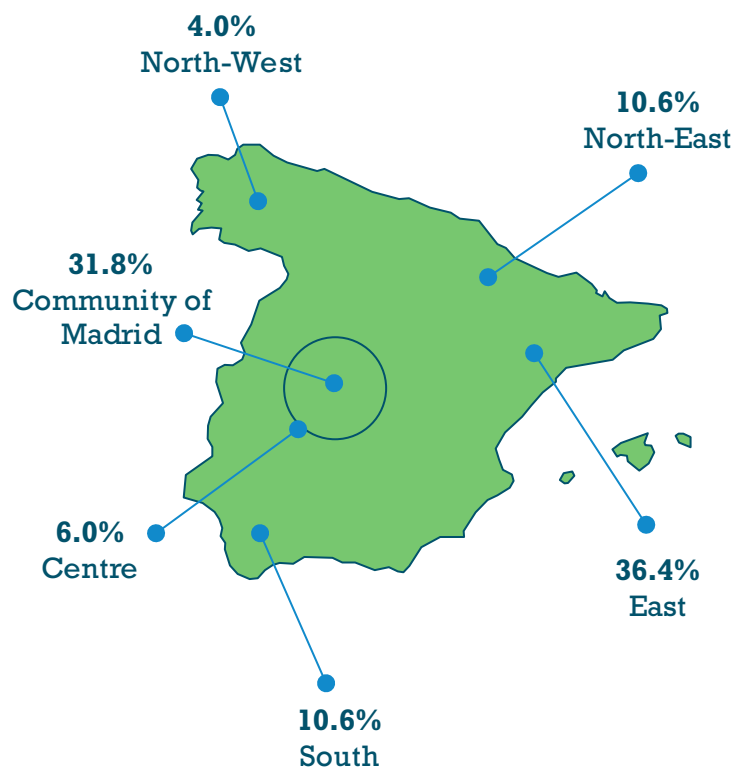 4.0%
North-West
10.6%
North-East
31.8%
Community of
Madrid
6.0%
Centre
36.4%
East
10.6%
South